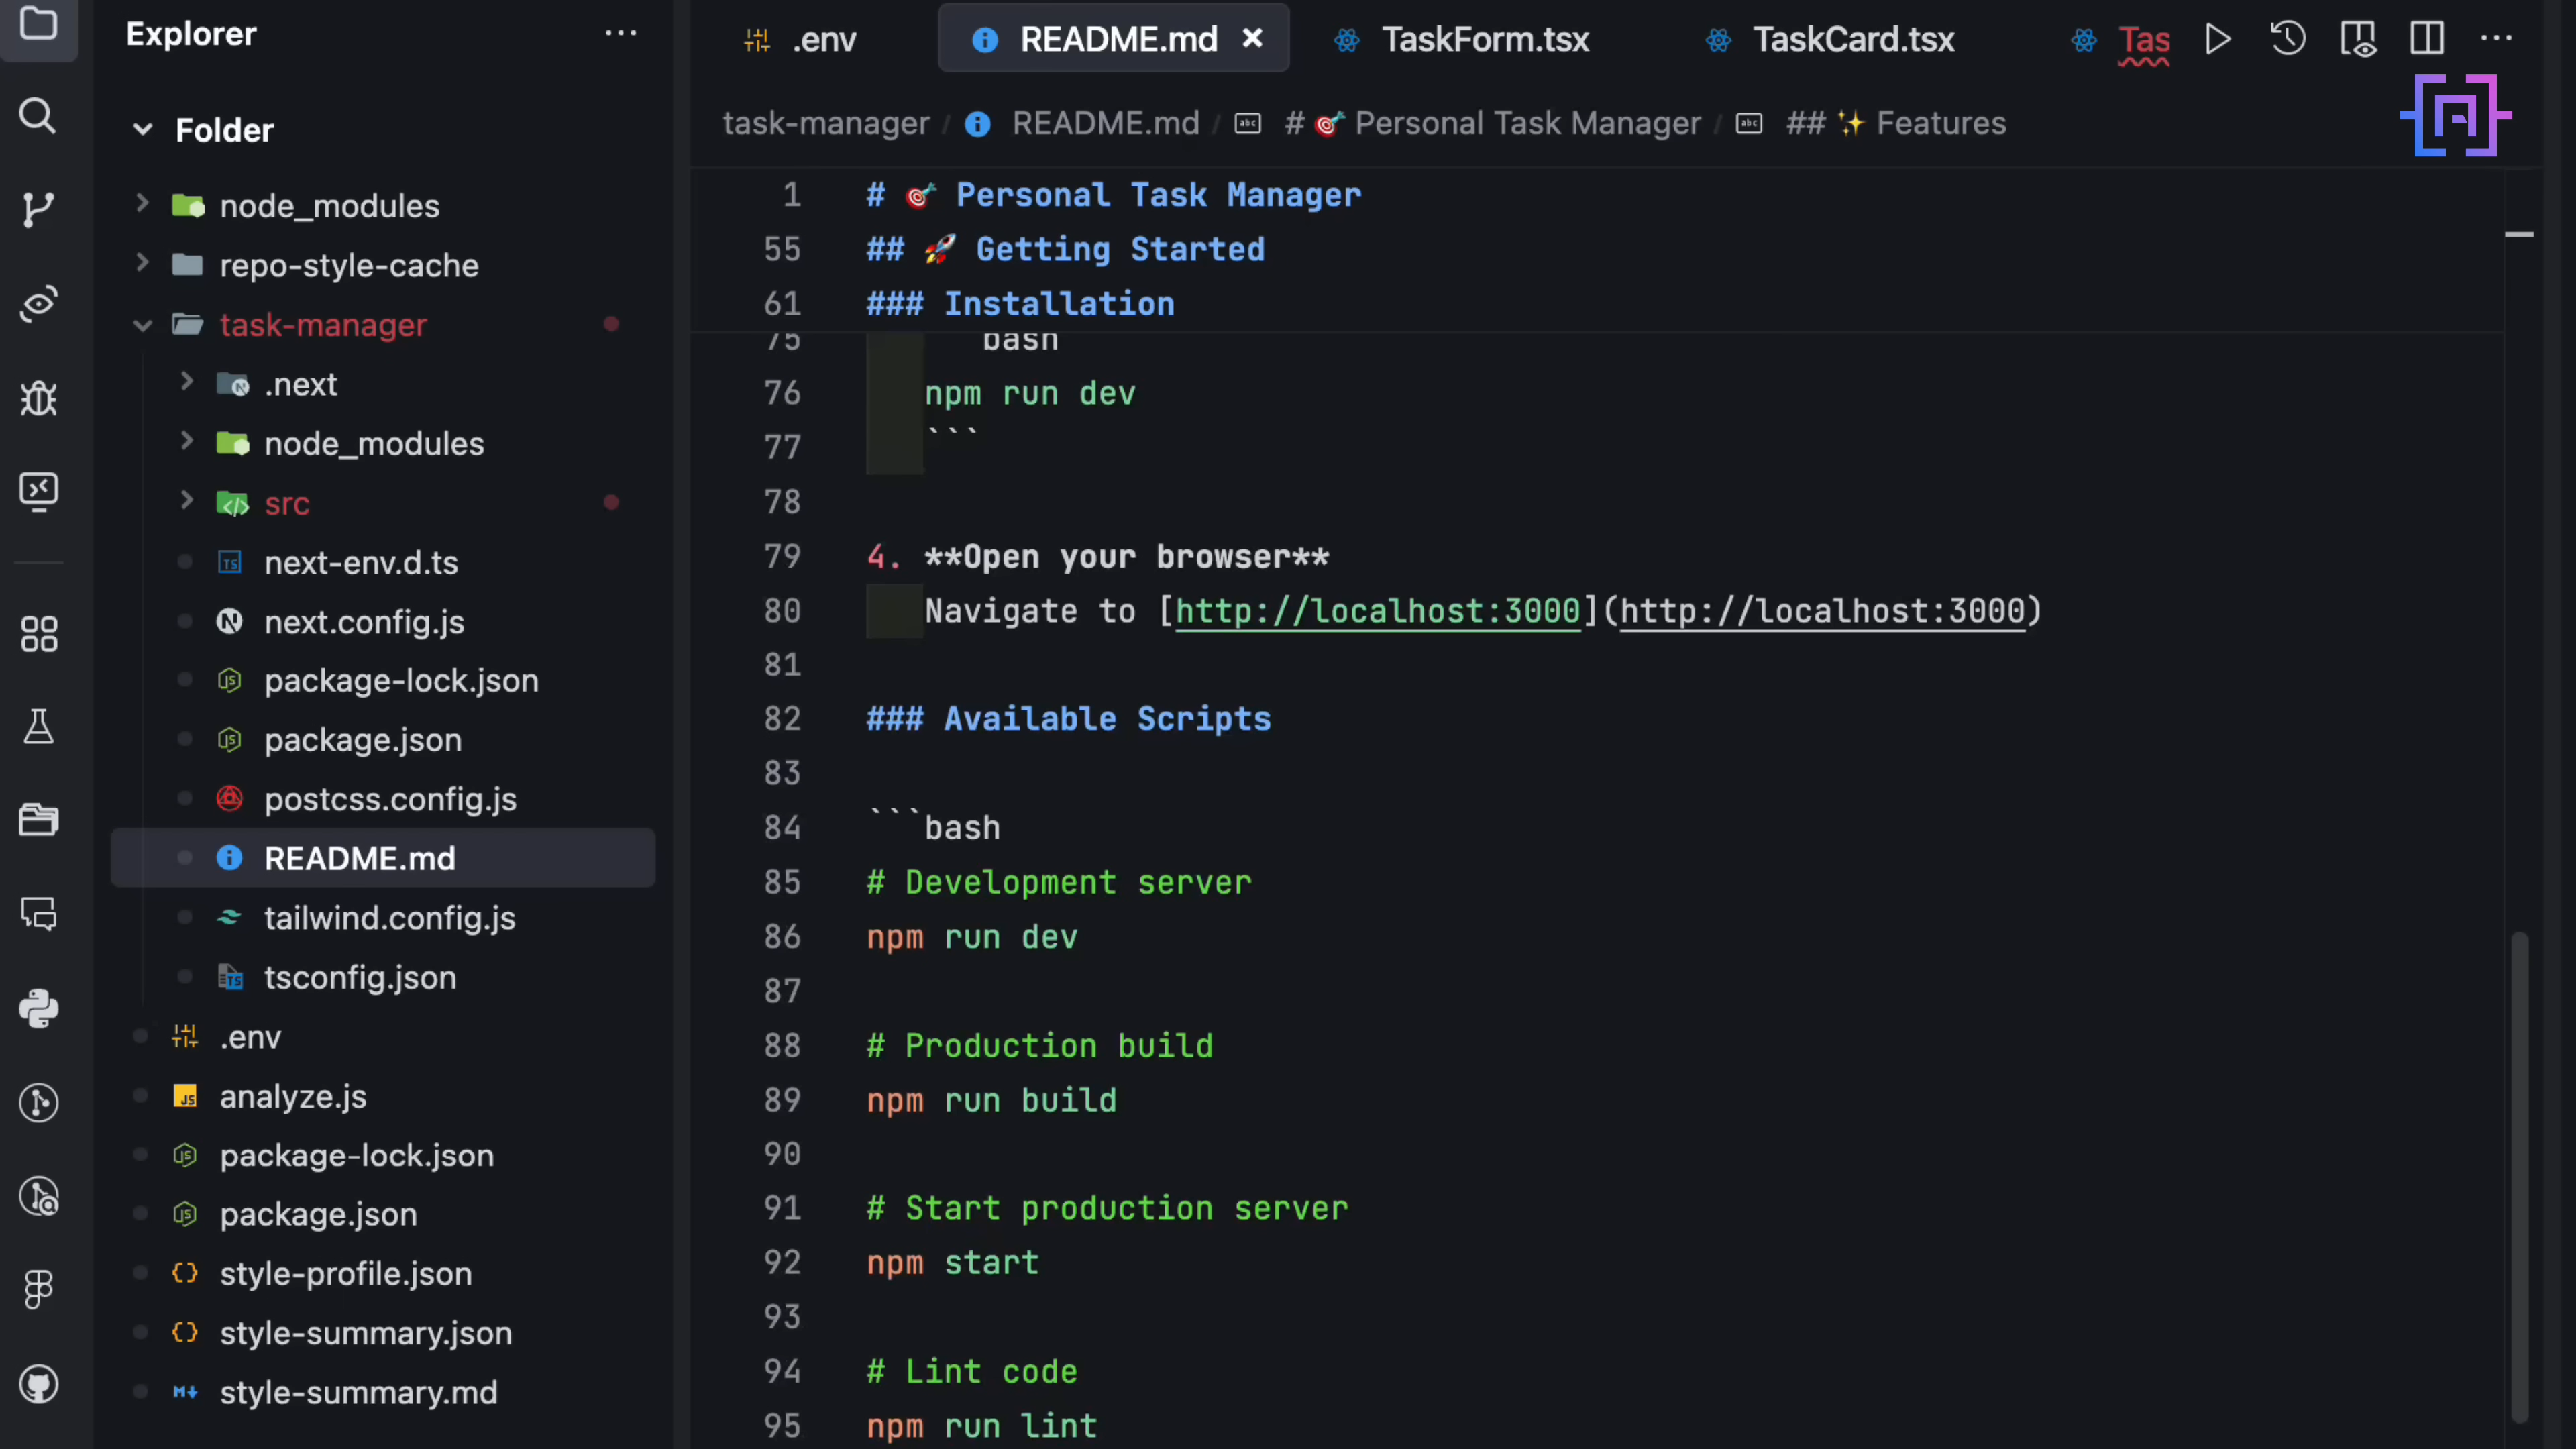 Explorer
Folder
node_modules
repo-style-cache
task-manager
.next
node_modules
src
next-env.d.ts
next.config.js
package-lock.json
package.json
postcss.config.js
README.md
tailwind.config.js
tsconfig.json
.env
analyze.js
package-lock.json
package.json
style-profile.json
style-summary.json
style-summary.md
.env README.md TaskForm.tsx TaskCard.tsx Tas
task-manager / README.md / # 🎯 Personal Task Manager / ## ✨ Features
1 # 🎯 Personal Task Manager
55 ## 🚀 Getting Started
61 ### Installation
75 bash
76 npm run dev
77 ```
78
79 4. **Open your browser**
80 Navigate to [http://localhost:3000](http://localhost:3000)
81
82 ### Available Scripts
83
84 ```bash
85 # Development server
86 npm run dev
87
88 # Production build
89 npm run build
90
91 # Start production server
92 npm start
93
94 # Lint code
95 npm run lint